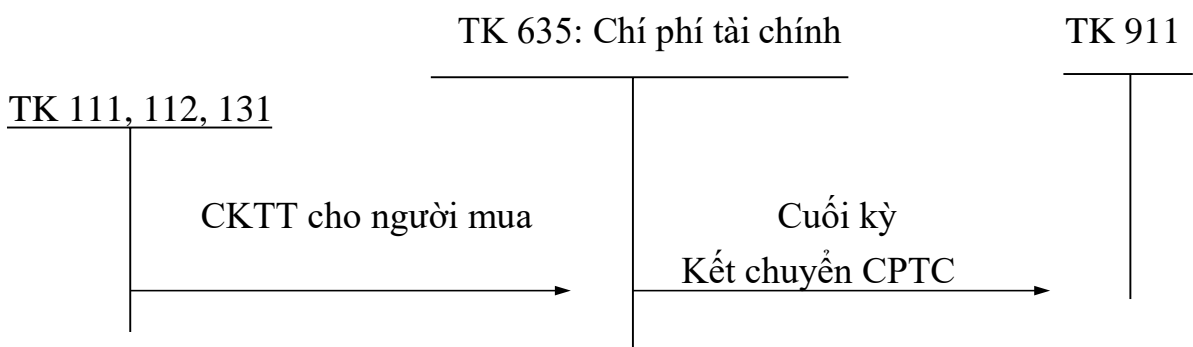 TK 635: Chí phí tài chính
TK 911
TK 111, 112, 131
CKTT cho người mua
Cuối kỳ
Kết chuyển CPTC